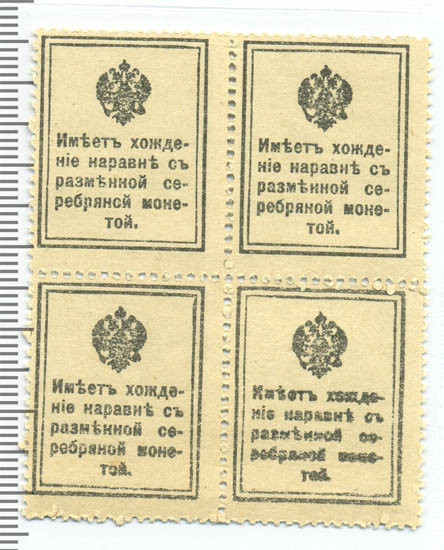 Имѣетъ хожде-
ніе наравнѣ съ
размѣнной се-
ребряной моне-
той.
Имѣетъ хожде-
ніе наравнѣ съ
размѣнной се-
ребряной моне-
той.
Имѣетъ хожде-
ніе наравнѣ съ
размѣнной се-
ребряной моне-
той.
Имѣетъ хожде-
ніе наравнѣ съ
размѣнной се-
ребряной моне-
той.